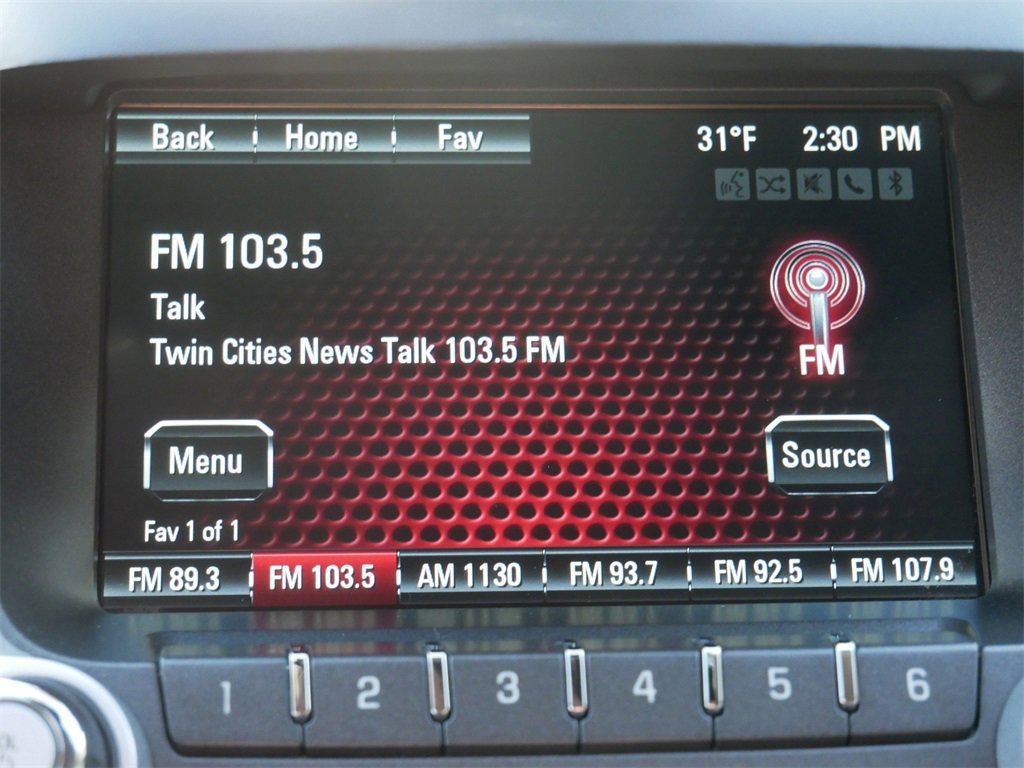 Back Home Fav 31°F 2:30 PM
FM 103.5
Talk
Twin Cities News Talk 103.5 FM
FM
Menu Source
Fav 1 of 1
FM 89.3 FM 103.5 AM 1130 FM 93.7 FM 92.5 FM 107.9
1 2 3 4 5 6